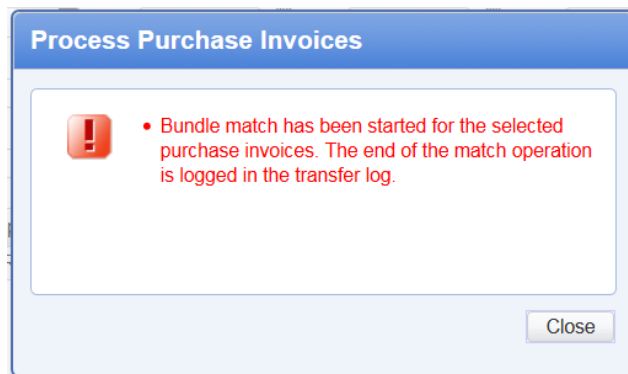 Process Purchase Invoices
• Bundle match has been started for the selected
purchase invoices. The end of the match operation
is logged in the transfer log.
Close